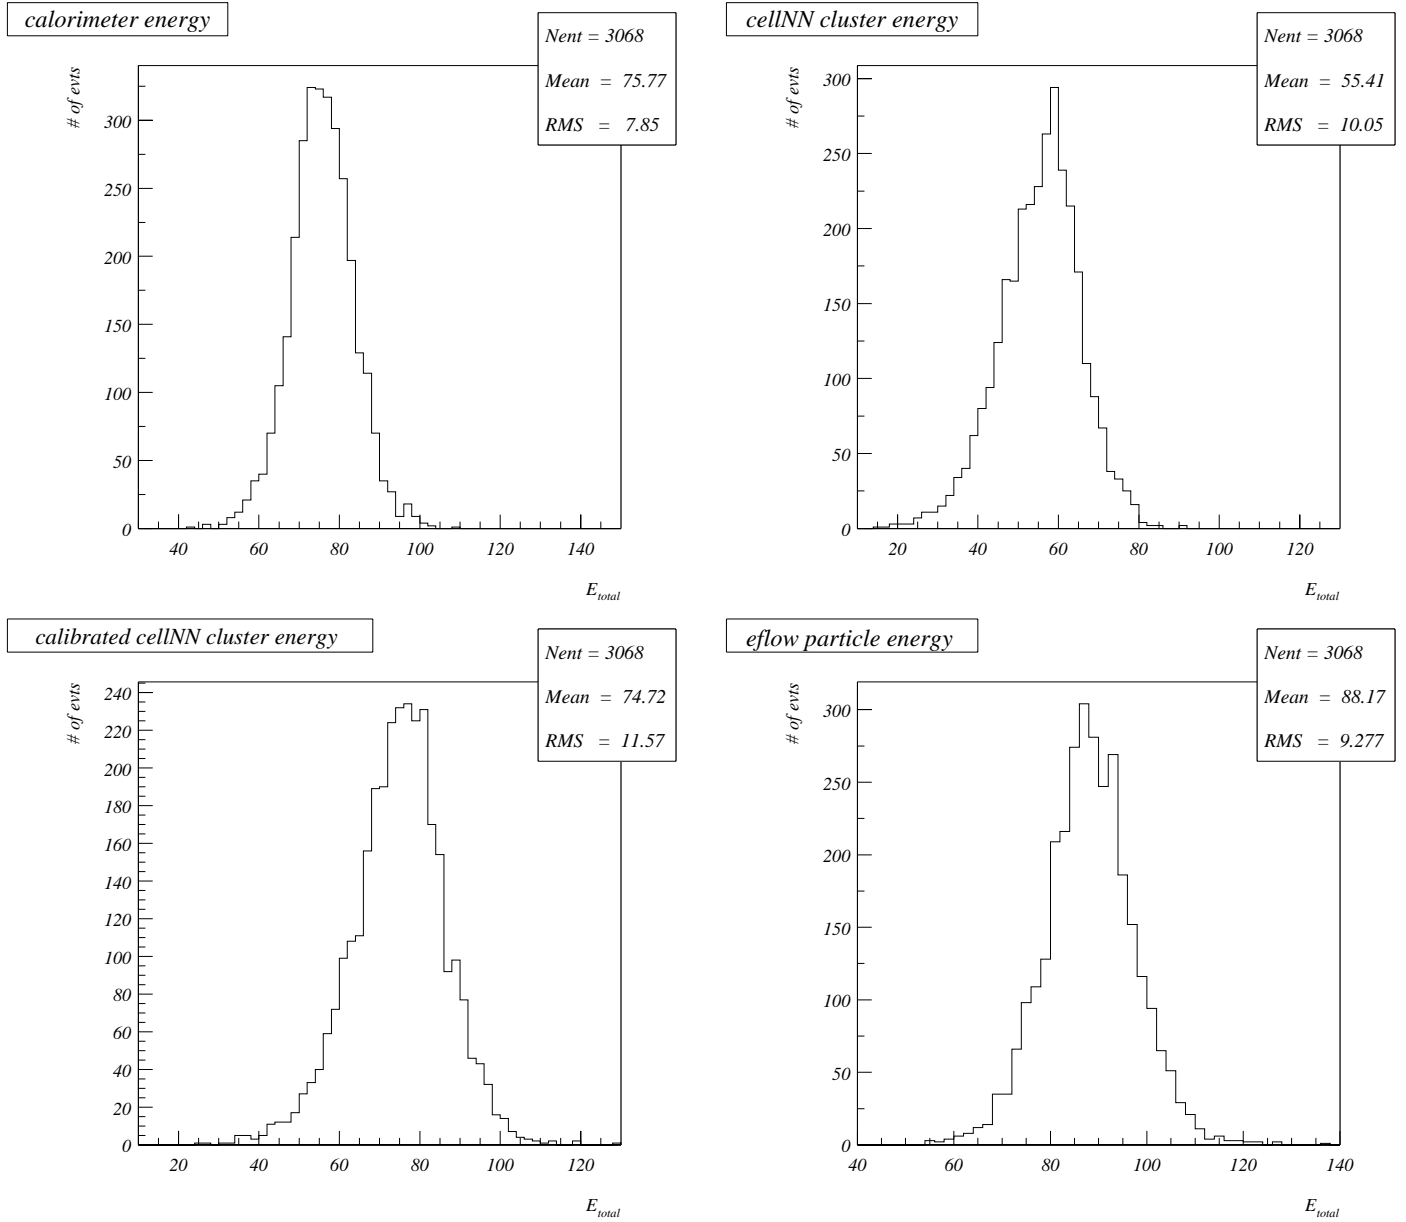 calorimeter energy
Nent = 3068
Mean = 75.77
RMS = 7.85
# of evts
300
250
200
150
100
50
0
40 60 80 100 120 140
E_total
cellNN cluster energy
Nent = 3068
Mean = 55.41
RMS = 10.05
# of evts
300
250
200
150
100
50
0
20 40 60 80 100 120
E_total
calibrated cellNN cluster energy
Nent = 3068
Mean = 74.72
RMS = 11.57
# of evts
240
220
200
180
160
140
120
100
80
60
40
20
0
20 40 60 80 100 120
E_total
eflow particle energy
Nent = 3068
Mean = 88.17
RMS = 9.277
# of evts
300
250
200
150
100
50
0
40 60 80 100 120 140
E_total